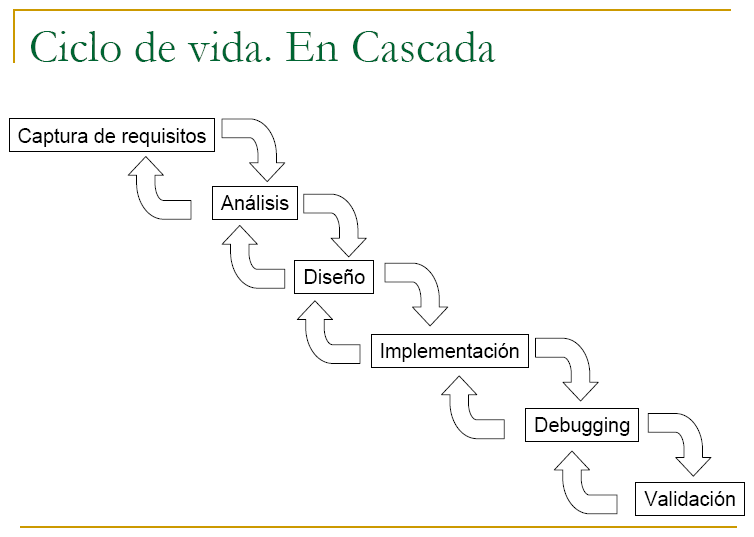 Ciclo de vida. En Cascada
Captura de requisitos
Análisis
Diseño
Implementación
Debugging
Validación